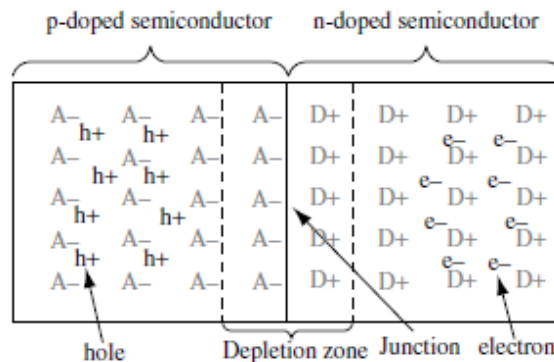 p-doped semiconductor n-doped semiconductor
A– A– A– A– D+ D+ D+ D+
h+ h+ e– e–
A– A– A– A– D+ D+ D+ D+
h+ h+ e– e–
A– A– A– A– D+ D+ D+ D+
h+ h+ e– e–
A– A– A– A– D+ D+ D+ D+
h+ h+ e– e–
A– A– A– A– D+ D+ D+ D+
hole Depletion zone Junction electron